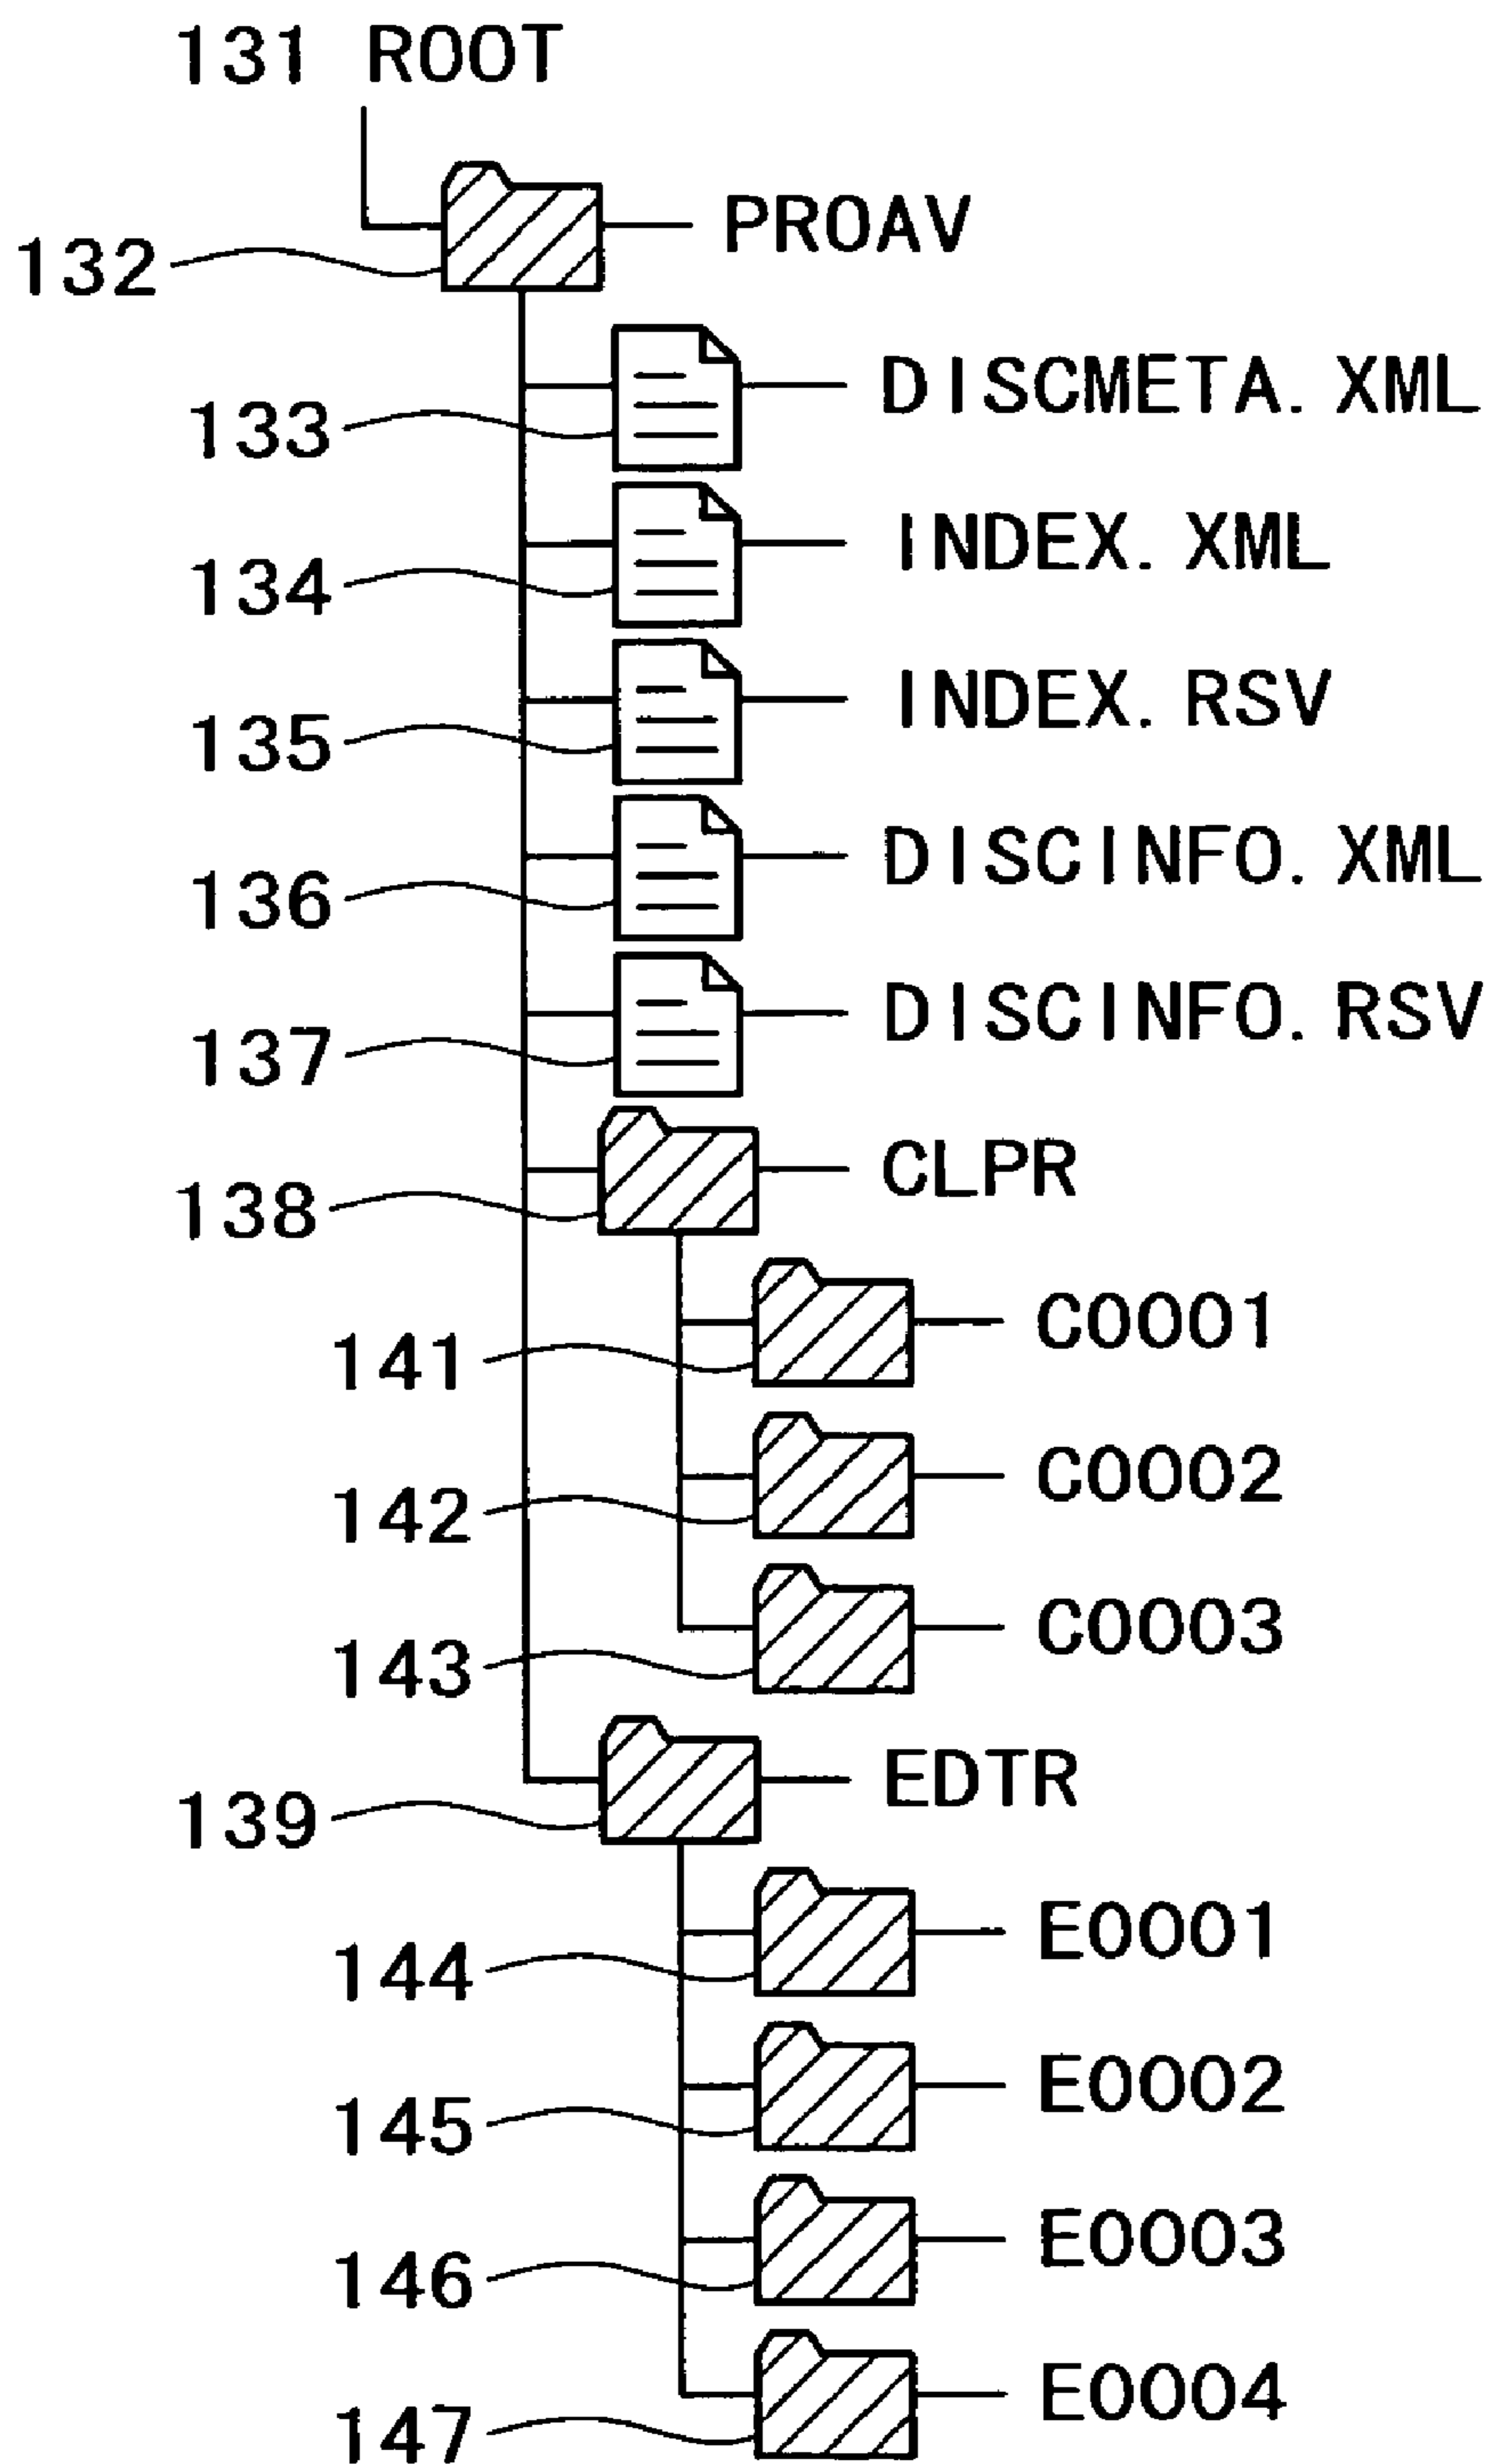 131 ROOT
132 PROAV
133 DISCMETA.XML
134 INDEX.XML
135 INDEX.RSV
136 DISCINFO.XML
137 DISCINFO.RSV
138 CLPR
141 C0001
142 C0002
143 C0003
139 EDTR
144 E0001
145 E0002
146 E0003
147 E0004